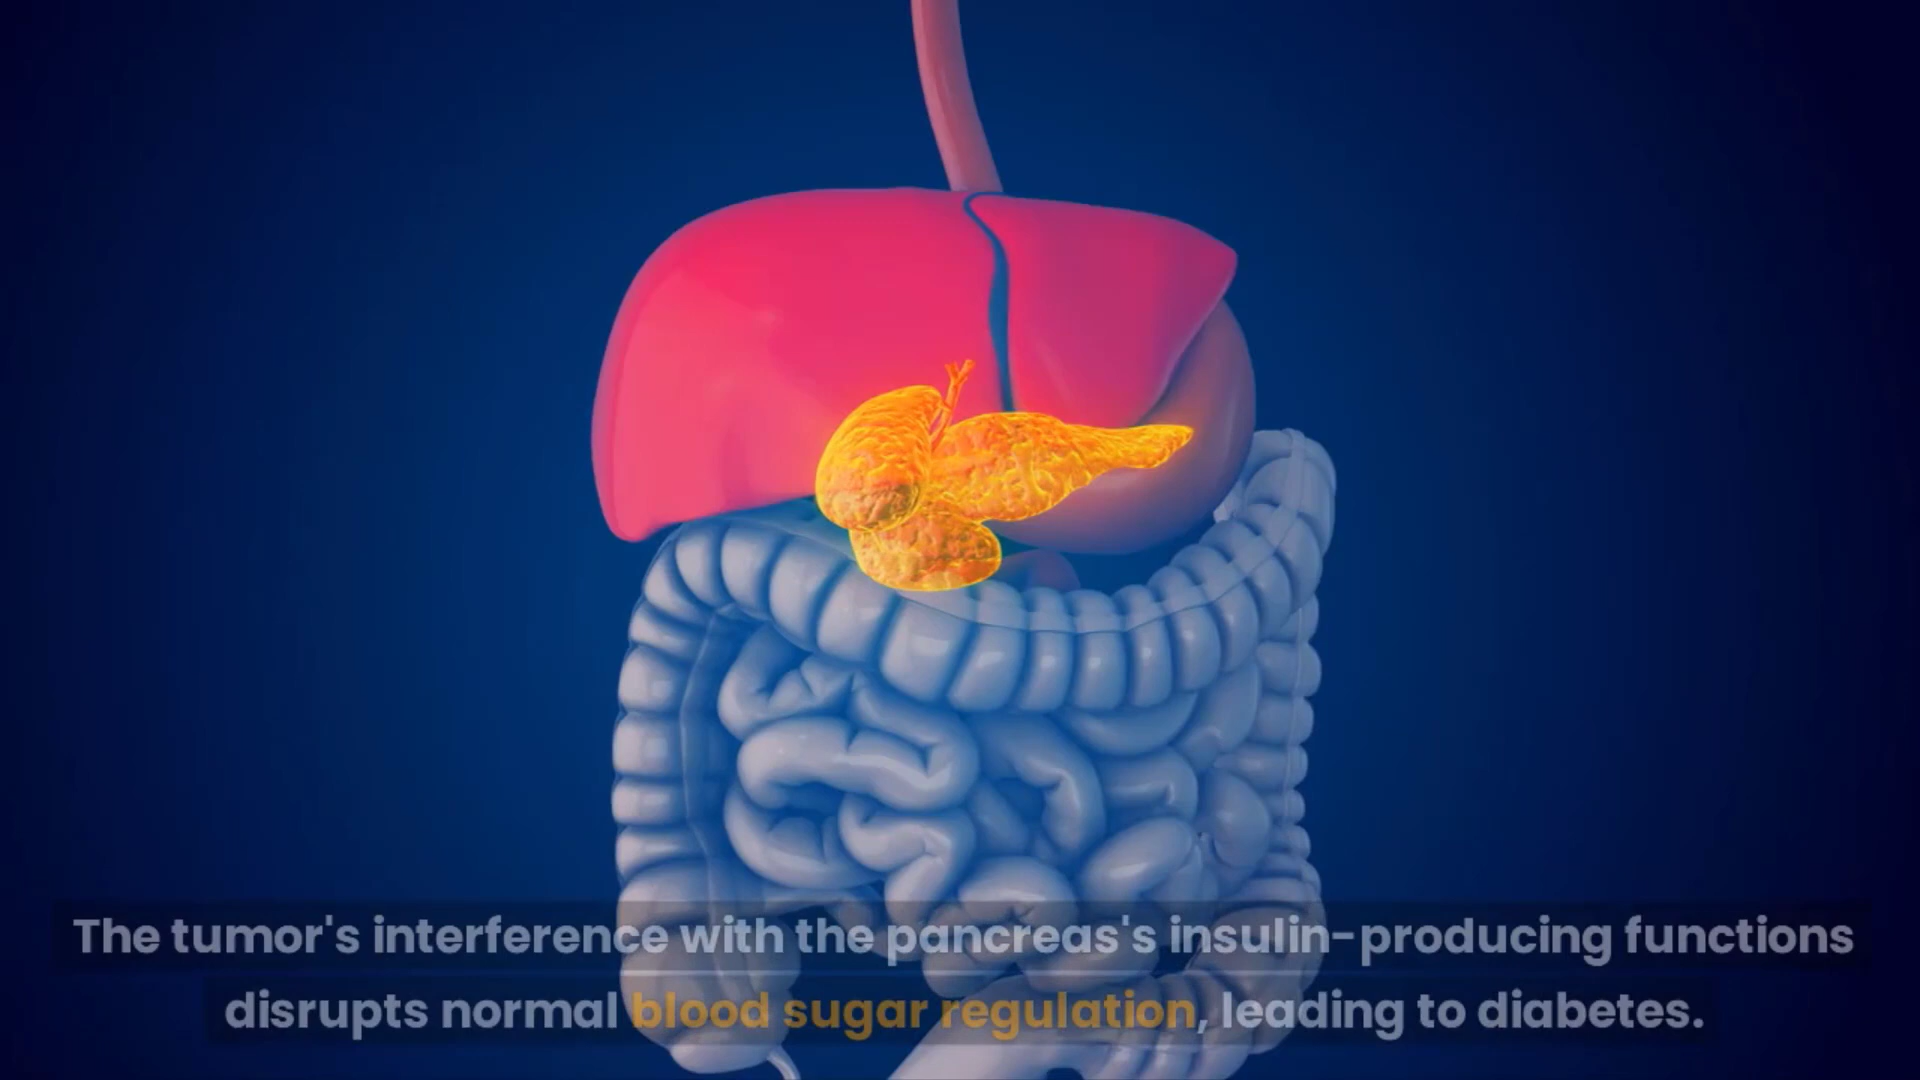 The tumor's interference with the pancreas's insulin-producing functions
disrupts normal blood sugar regulation, leading to diabetes.